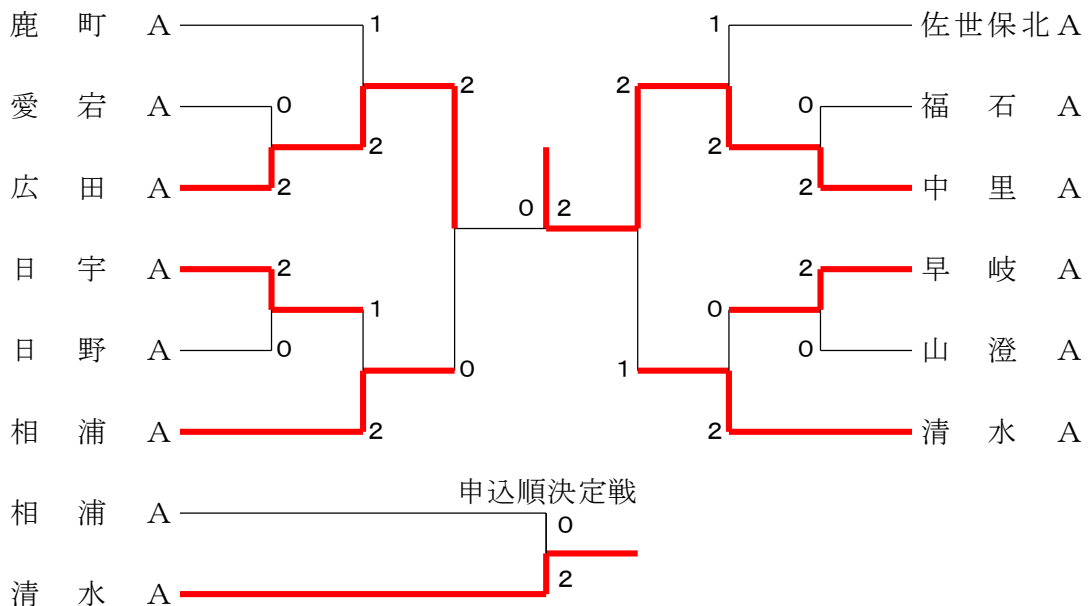 鹿町 A 1 1 佐世保北 A
2 2
愛宕 A 0 0 福石 A
2 2
広田 A 2 2 中里 A
0 2
日宇 A 2 2 早岐 A
1 0
日野 A 0 0 山澄 A
0 1
相浦 A 2 2 清水 A
申込順決定戦
相浦 A 0
清水 A 2